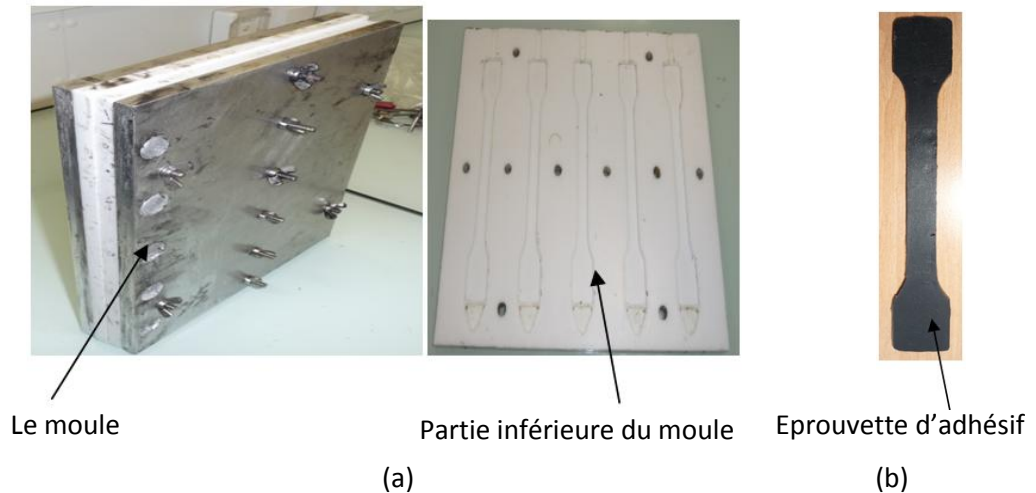 Le moule
Partie inférieure du moule
Eprouvette d’adhésif
(a)
(b)